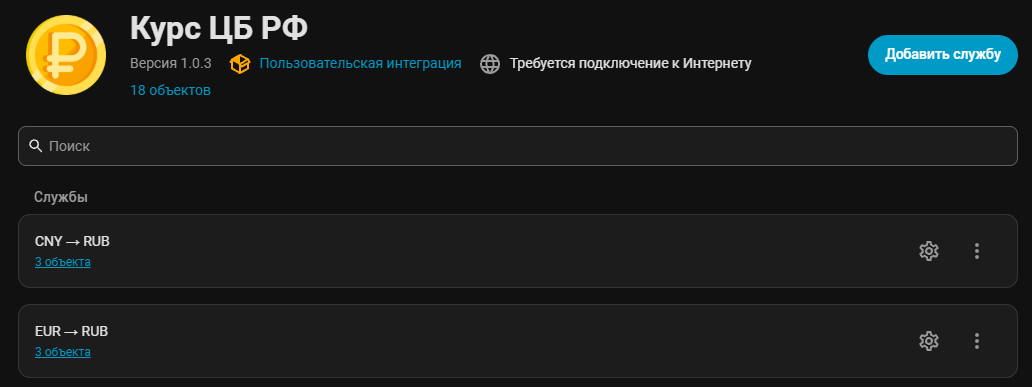 Курс ЦБ РФ
Версия 1.0.3 Пользовательская интеграция Требуется подключение к Интернету
18 объектов
Добавить службу
Поиск
Службы
CNY → RUB
3 объекта
EUR → RUB
3 объекта